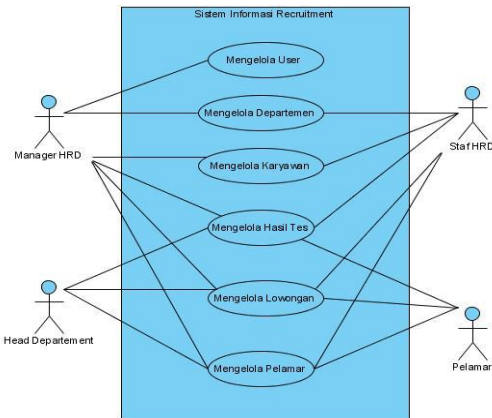 Sistem Informasi Recruitment
Mengelola User
Mengelola Departemen
Manager HRD
Staf HRD
Mengelola Karyawan
Mengelola Hasil Tes
Mengelola Lowongan
Head Departement
Mengelola Pelamar
Pelamar